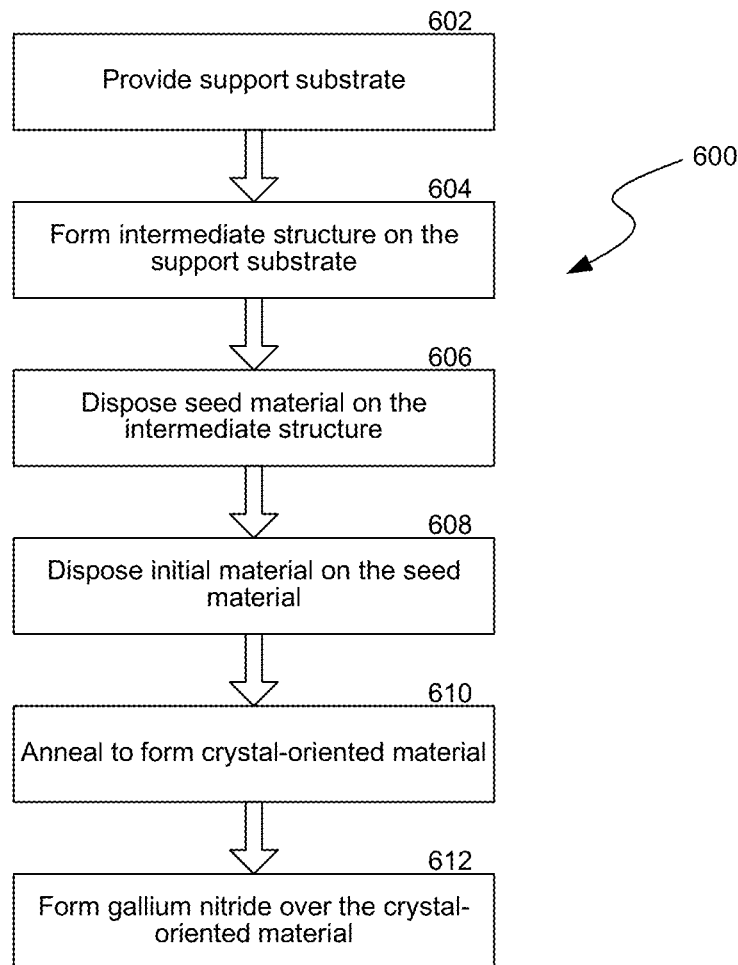 602
Provide support substrate
600
604
Form intermediate structure on the
support substrate
606
Dispose seed material on the
intermediate structure
608
Dispose initial material on the seed
material
610
Anneal to form crystal-oriented material
612
Form gallium nitride over the crystal-
oriented material